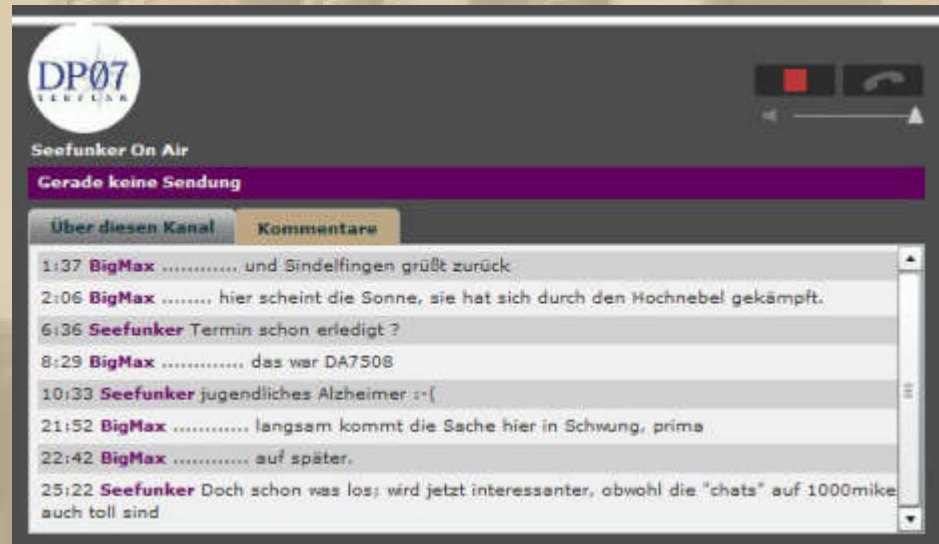 DP07
SEEFUNK
Seefunker On Air
Gerade keine Sendung
Über diesen Kanal Kommentare
1:37 BigMax ............ und Sindelfingen grüßt zurück
2:06 BigMax ........ hier scheint die Sonne, sie hat sich durch den Hochnebel gekämpft.
6:36 Seefunker Termin schon erledigt ?
8:29 BigMax ............. das war DA7508
10:33 Seefunker jugendliches Alzheimer :-(
21:52 BigMax ............ langsam kommt die Sache hier in Schwung, prima
22:42 BigMax ............ auf später.
25:22 Seefunker Doch schon was los; wird jetzt interessanter, obwohl die "chats" auf 1000mike
auch toll sind